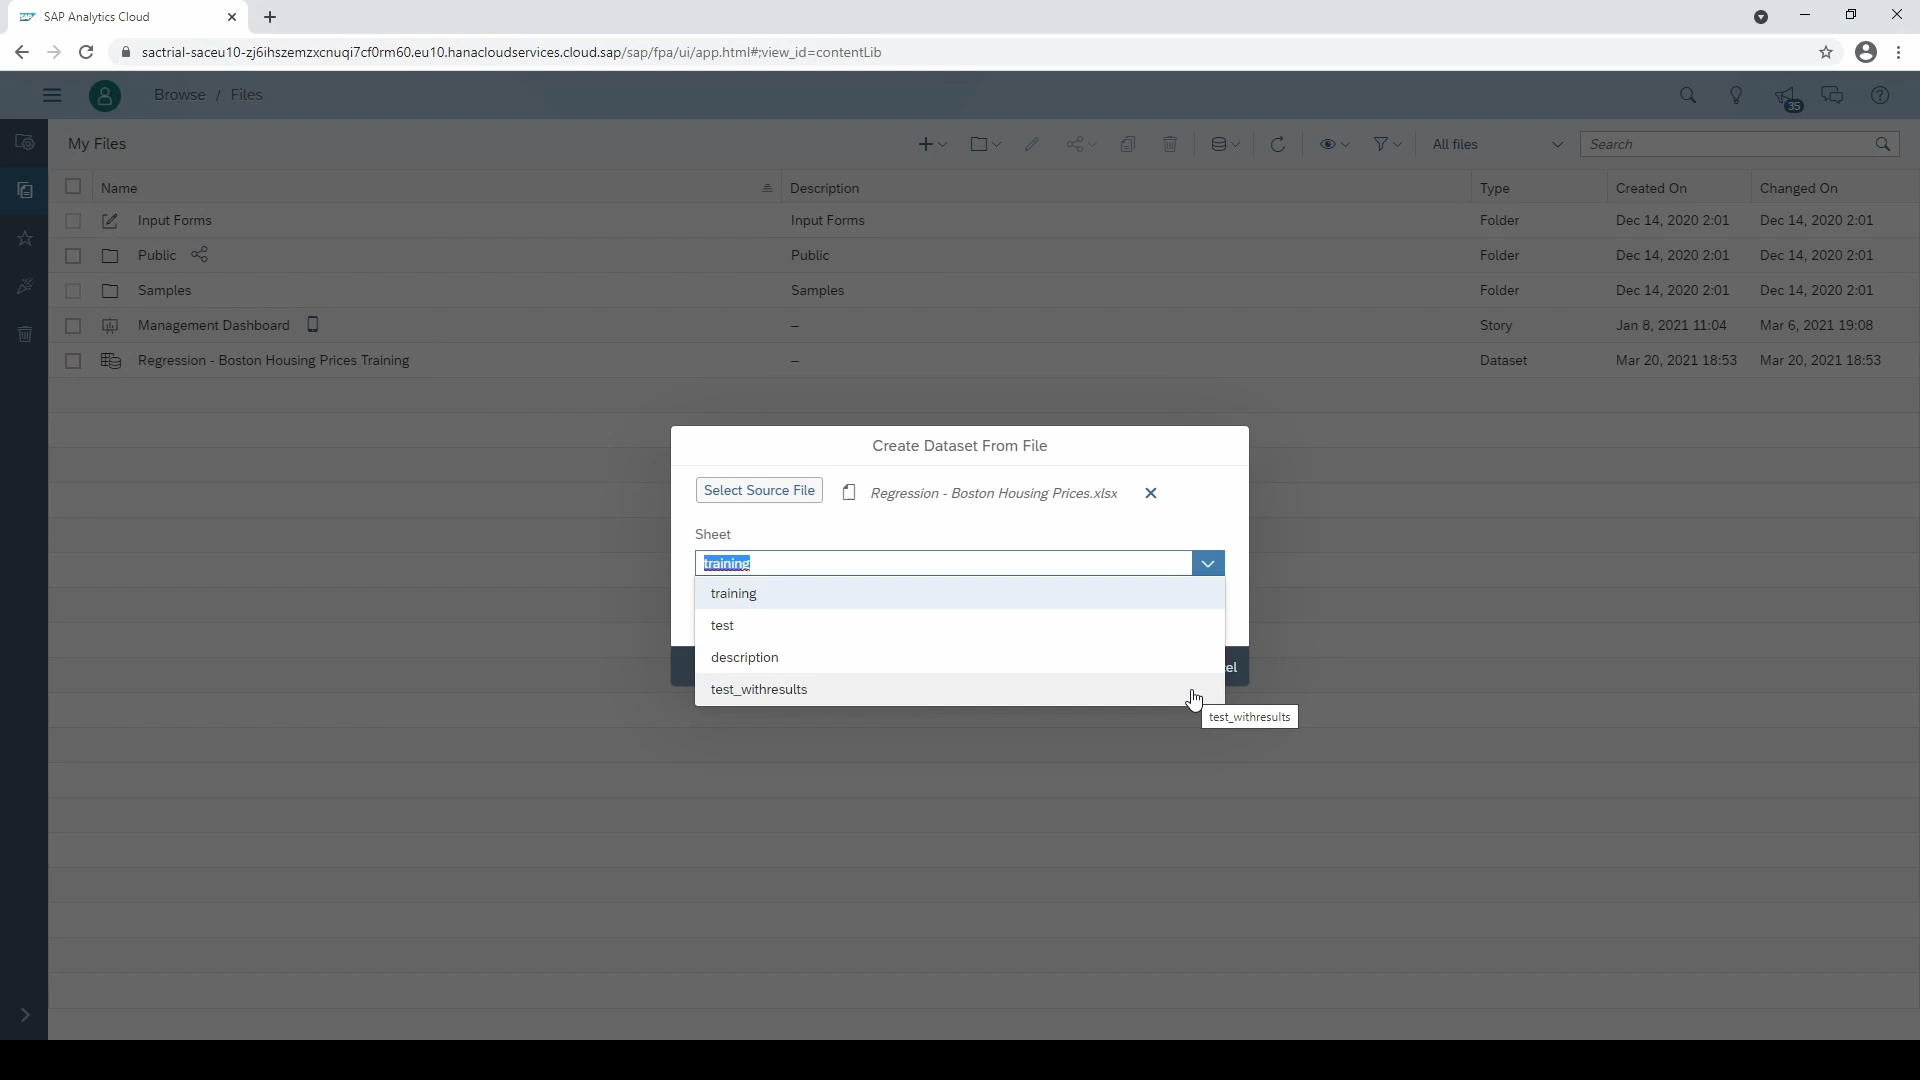 SAP Analytics Cloud
sactrial-saceu10-zj6ihszemzxcnuqi7cf0rm60.eu10.hanacloudservices.cloud.sap/sap/fpa/ui/app.html#;view_id=contentLib
Browse / Files
35
My Files
All files
Search
Name Description Type Created On Changed On
Input Forms Input Forms Folder Dec 14, 2020 2:01 Dec 14, 2020 2:01
Public Public Folder Dec 14, 2020 2:01 Dec 14, 2020 2:01
Samples Samples Folder Dec 14, 2020 2:01 Dec 14, 2020 2:01
Management Dashboard – Story Jan 8, 2021 11:04 Mar 6, 2021 19:08
Regression - Boston Housing Prices Training – Dataset Mar 20, 2021 18:53 Mar 20, 2021 18:53
Create Dataset From File
Select Source File Regression - Boston Housing Prices.xlsx
Sheet
training
training
test
description
el
test_withresults
test_withresults